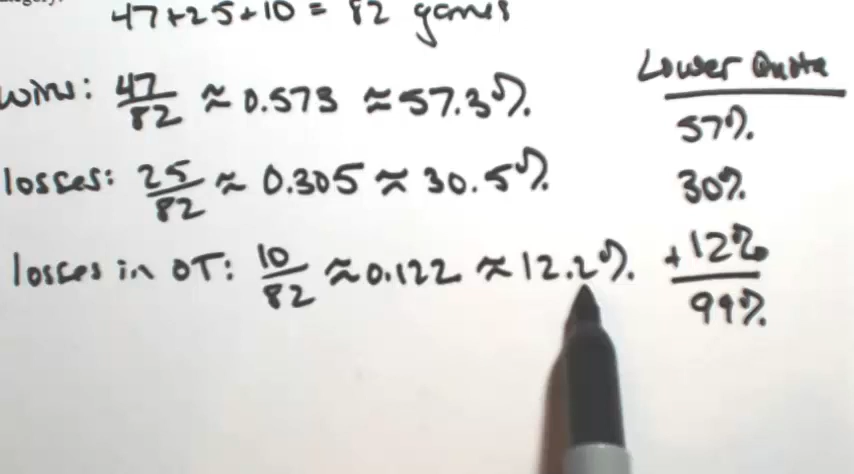 47+25+10 = 82 games
Lower Quota
wins: 47/82 ≈ 0.573 ≈ 57.3% 57%
losses: 25/82 ≈ 0.305 ≈ 30.5% 30%
losses in OT: 10/82 ≈ 0.122 ≈ 12.2% +12%
99%